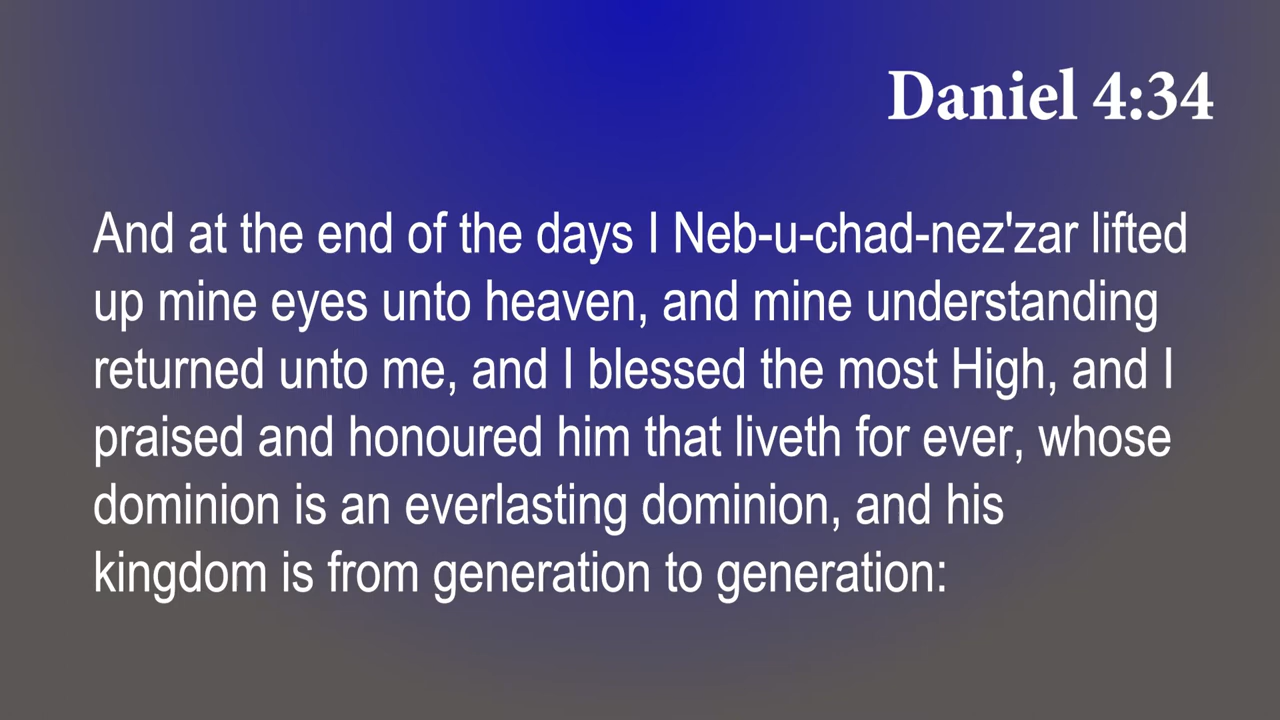 Daniel 4:34
And at the end of the days I Neb-u-chad-nez'zar lifted
up mine eyes unto heaven, and mine understanding
returned unto me, and I blessed the most High, and I
praised and honoured him that liveth for ever, whose
dominion is an everlasting dominion, and his
kingdom is from generation to generation: